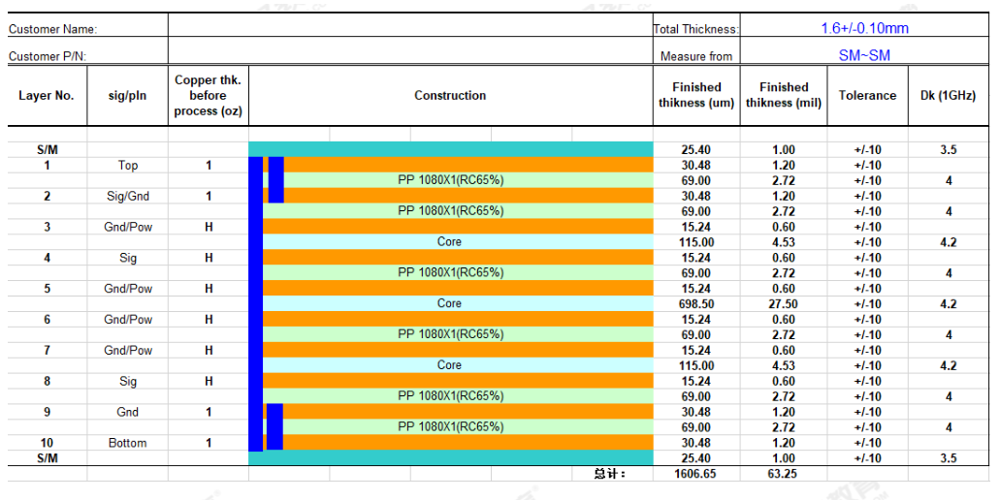 Customer Name: Total Thickness: 1.6+/-0.10mm
Customer P/N: Measure from SM~SM
Layer No. sig/pln Copper thk. before process (oz) Construction Finished thikness (um) Finished thikness (mil) Tolerance Dk (1GHz)
S/M 25.40 1.00 +/-10 3.5
1 Top 1 30.48 1.20 +/-10
PP 1080X1(RC65%) 69.00 2.72 +/-10 4
2 Sig/Gnd 1 30.48 1.20 +/-10
PP 1080X1(RC65%) 69.00 2.72 +/-10 4
3 Gnd/Pow H 15.24 0.60 +/-10
Core 115.00 4.53 +/-10 4.2
4 Sig H 15.24 0.60 +/-10
PP 1080X1(RC65%) 69.00 2.72 +/-10 4
5 Gnd/Pow H 15.24 0.60 +/-10
Core 698.50 27.50 +/-10 4.2
6 Gnd/Pow H 15.24 0.60 +/-10
PP 1080X1(RC65%) 69.00 2.72 +/-10 4
7 Gnd/Pow H 15.24 0.60 +/-10
Core 115.00 4.53 +/-10 4.2
8 Sig H 15.24 0.60 +/-10
PP 1080X1(RC65%) 69.00 2.72 +/-10 4
9 Gnd 1 30.48 1.20 +/-10
PP 1080X1(RC65%) 69.00 2.72 +/-10 4
10 Bottom 1 30.48 1.20 +/-10
S/M 25.40 1.00 +/-10 3.5
总计： 1606.65 63.25